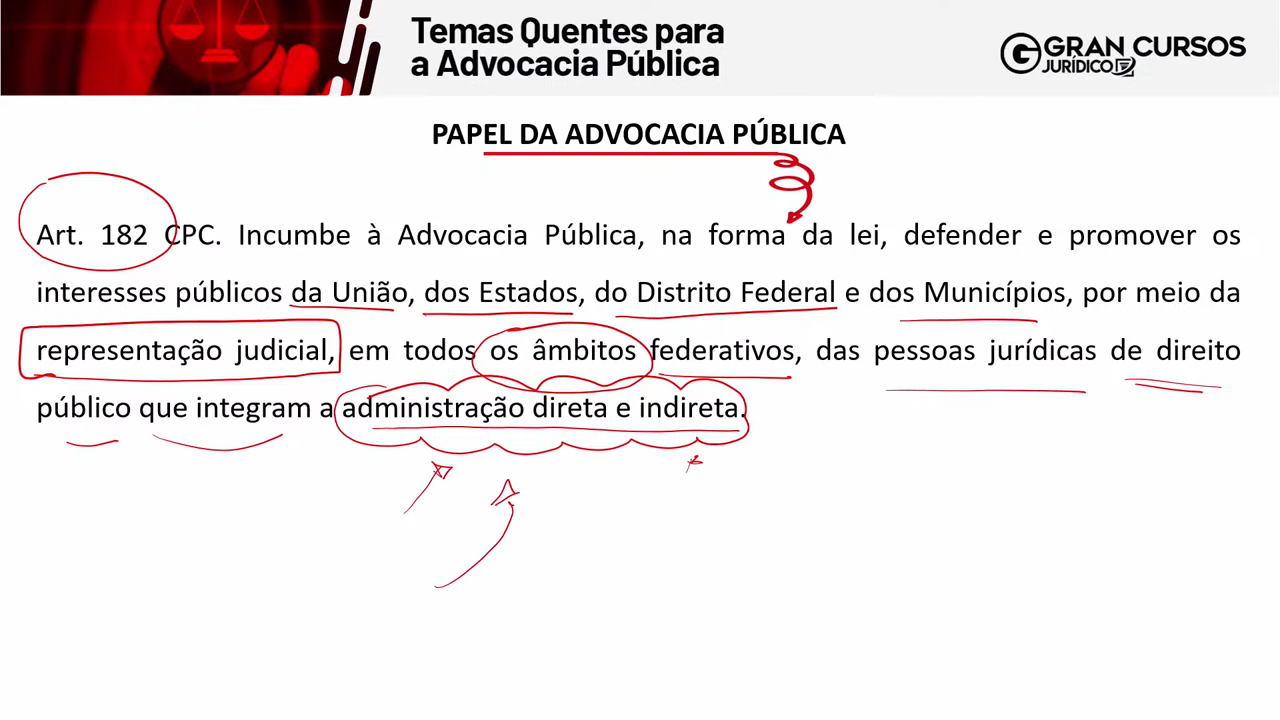 Temas Quentes para
a Advocacia Pública
GRAN CURSOS
JURÍDICO
PAPEL DA ADVOCACIA PÚBLICA
Art. 182 CPC. Incumbe à Advocacia Pública, na forma da lei, defender e promover os
interesses públicos da União, dos Estados, do Distrito Federal e dos Municípios, por meio da
representação judicial, em todos os âmbitos federativos, das pessoas jurídicas de direito
público que integram a administração direta e indireta.